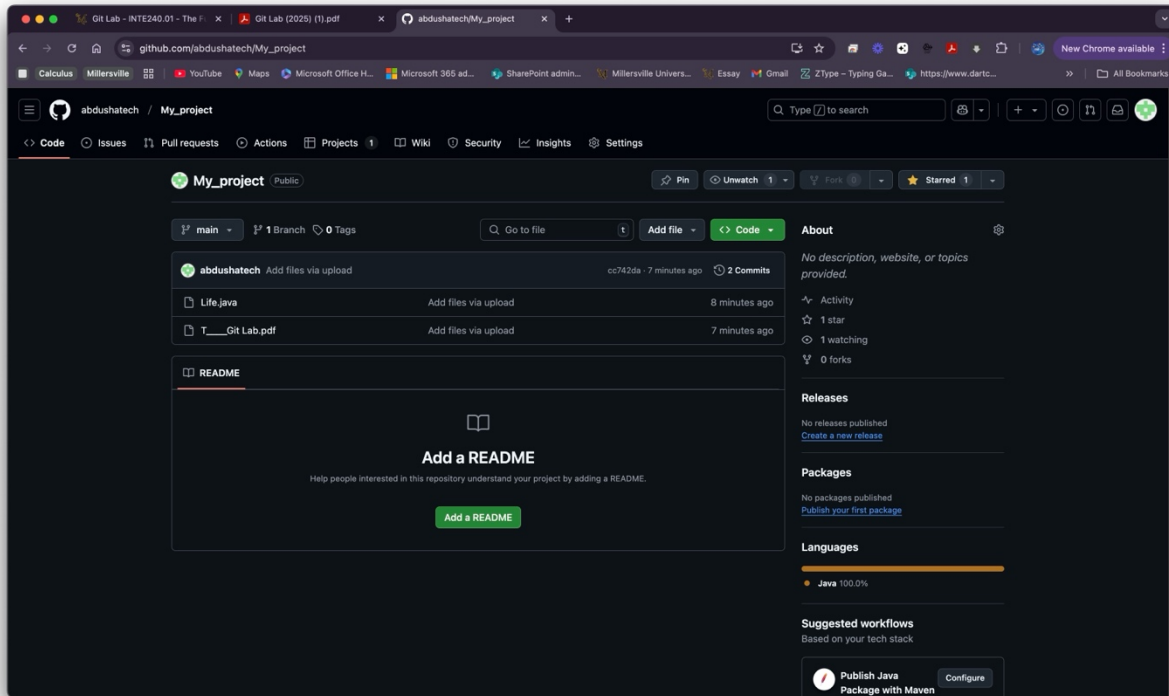 Git Lab - INTE240.01 - The F
Git Lab (2025) (1).pdf
abdushatech/My_project
github.com/abdushatech/My_project
New Chrome available
Calculus
Millersville
YouTube
Maps
Microsoft Office H...
Microsoft 365 ad...
SharePoint admin...
Millersville Univers...
Essay
Gmail
ZType – Typing Ga...
https://www.dartc...
»
All Bookmarks
abdushatech / My_project
Type / to search
<> Code
Issues
Pull requests
Actions
Projects 1
Wiki
Security
Insights
Settings
My_project Public
Pin
Unwatch 1
Fork 0
Starred 1
main
1 Branch
0 Tags
Go to file t
Add file
<> Code
abdushatech Add files via upload cc742da · 7 minutes ago 2 Commits
Life.java Add files via upload 8 minutes ago
T____Git Lab.pdf Add files via upload 7 minutes ago
README
Add a README
Help people interested in this repository understand your project by adding a README.
Add a README
About
No description, website, or topics
provided.
Activity
1 star
1 watching
0 forks
Releases
No releases published
Create a new release
Packages
No packages published
Publish your first package
Languages
Java 100.0%
Suggested workflows
Based on your tech stack
Publish Java
Package with Maven
Configure